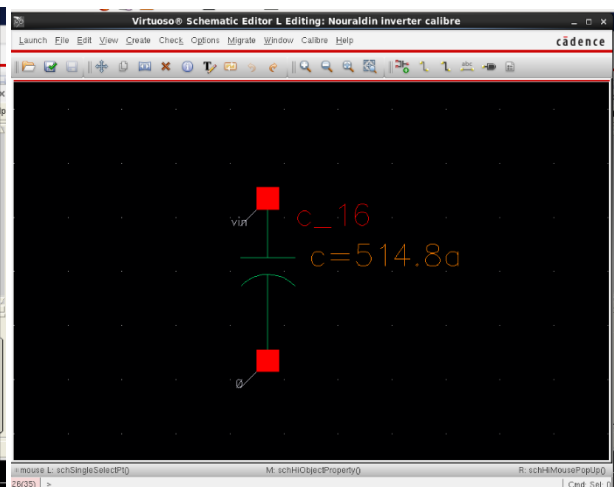 Virtuoso® Schematic Editor L Editing: Nouraldin inverter calibre
Launch File Edit View Create Check Options Migrate Window Calibre Help
cādence
vin
c_16
c=514.8a
0
mouse L: schSingleSelectPt() M: schHiObjectProperty() R: schHiMousePopUp()
26(35) > Cmd: Sel: 0